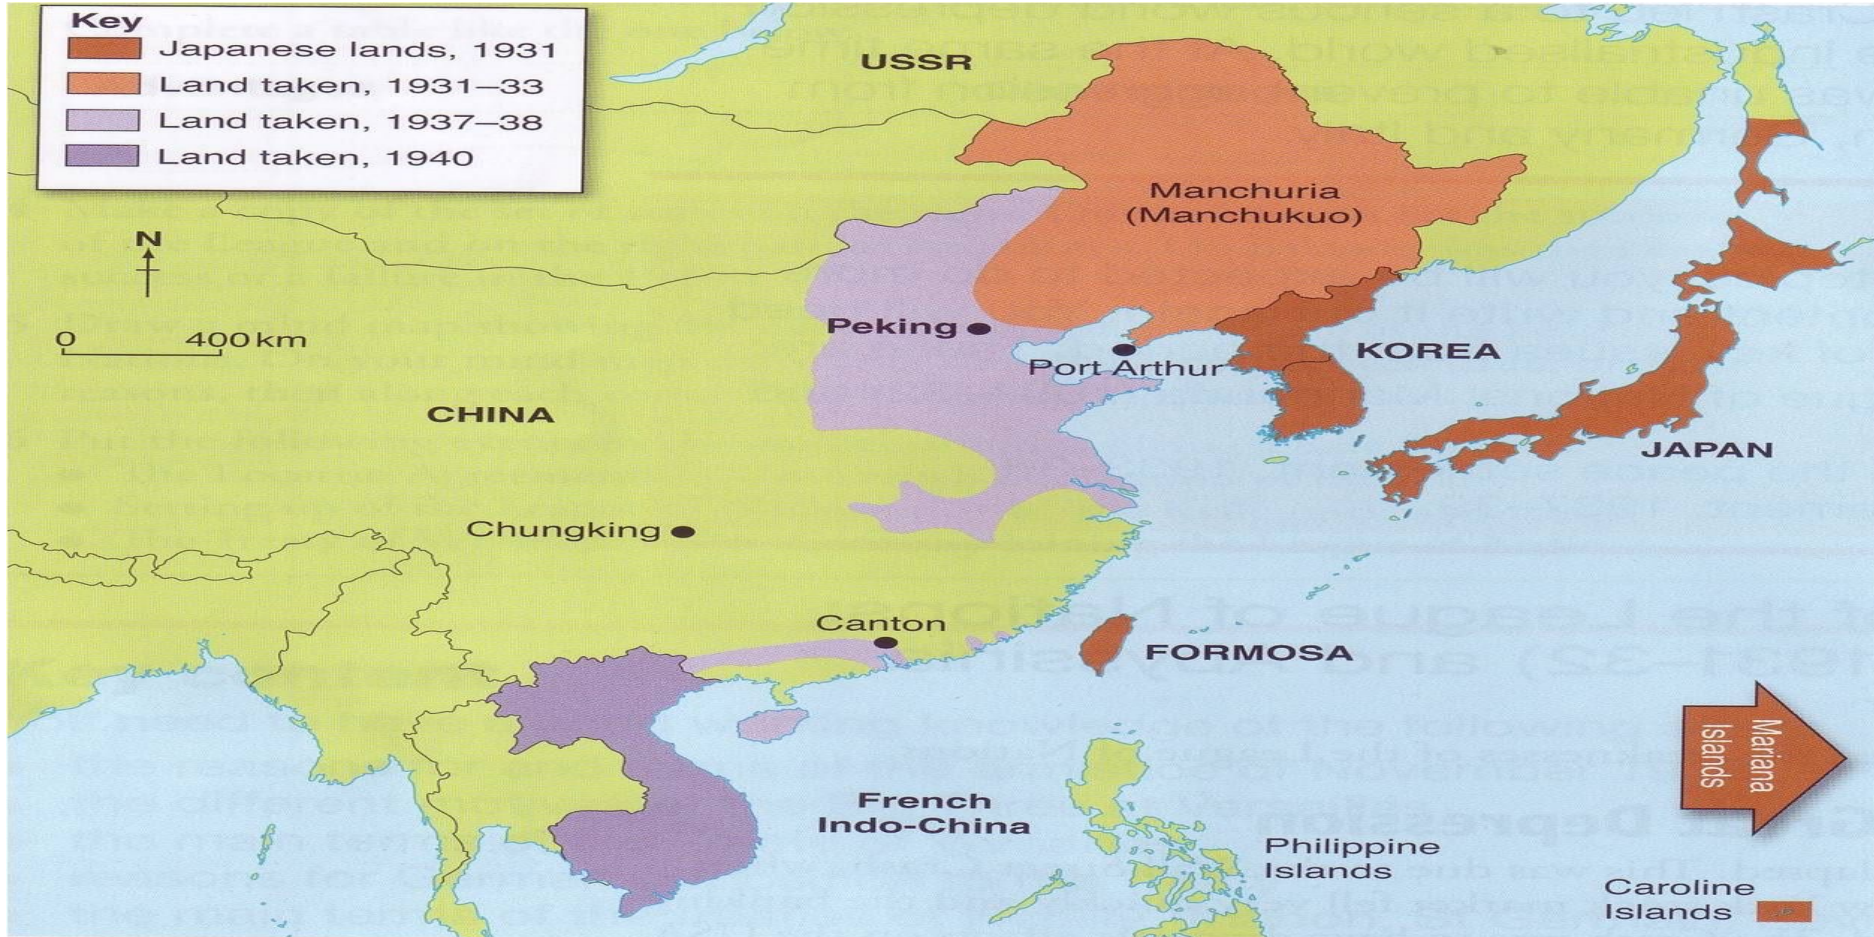 Key
Japanese lands, 1931
Land taken, 1931–33
Land taken, 1937–38
Land taken, 1940
USSR
Manchuria
(Manchukuo)
N
0 400 km
Peking
Port Arthur
KOREA
JAPAN
CHINA
Chungking
Canton
FORMOSA
Mariana
Islands
French
Indo-China
Philippine
Islands
Caroline
Islands